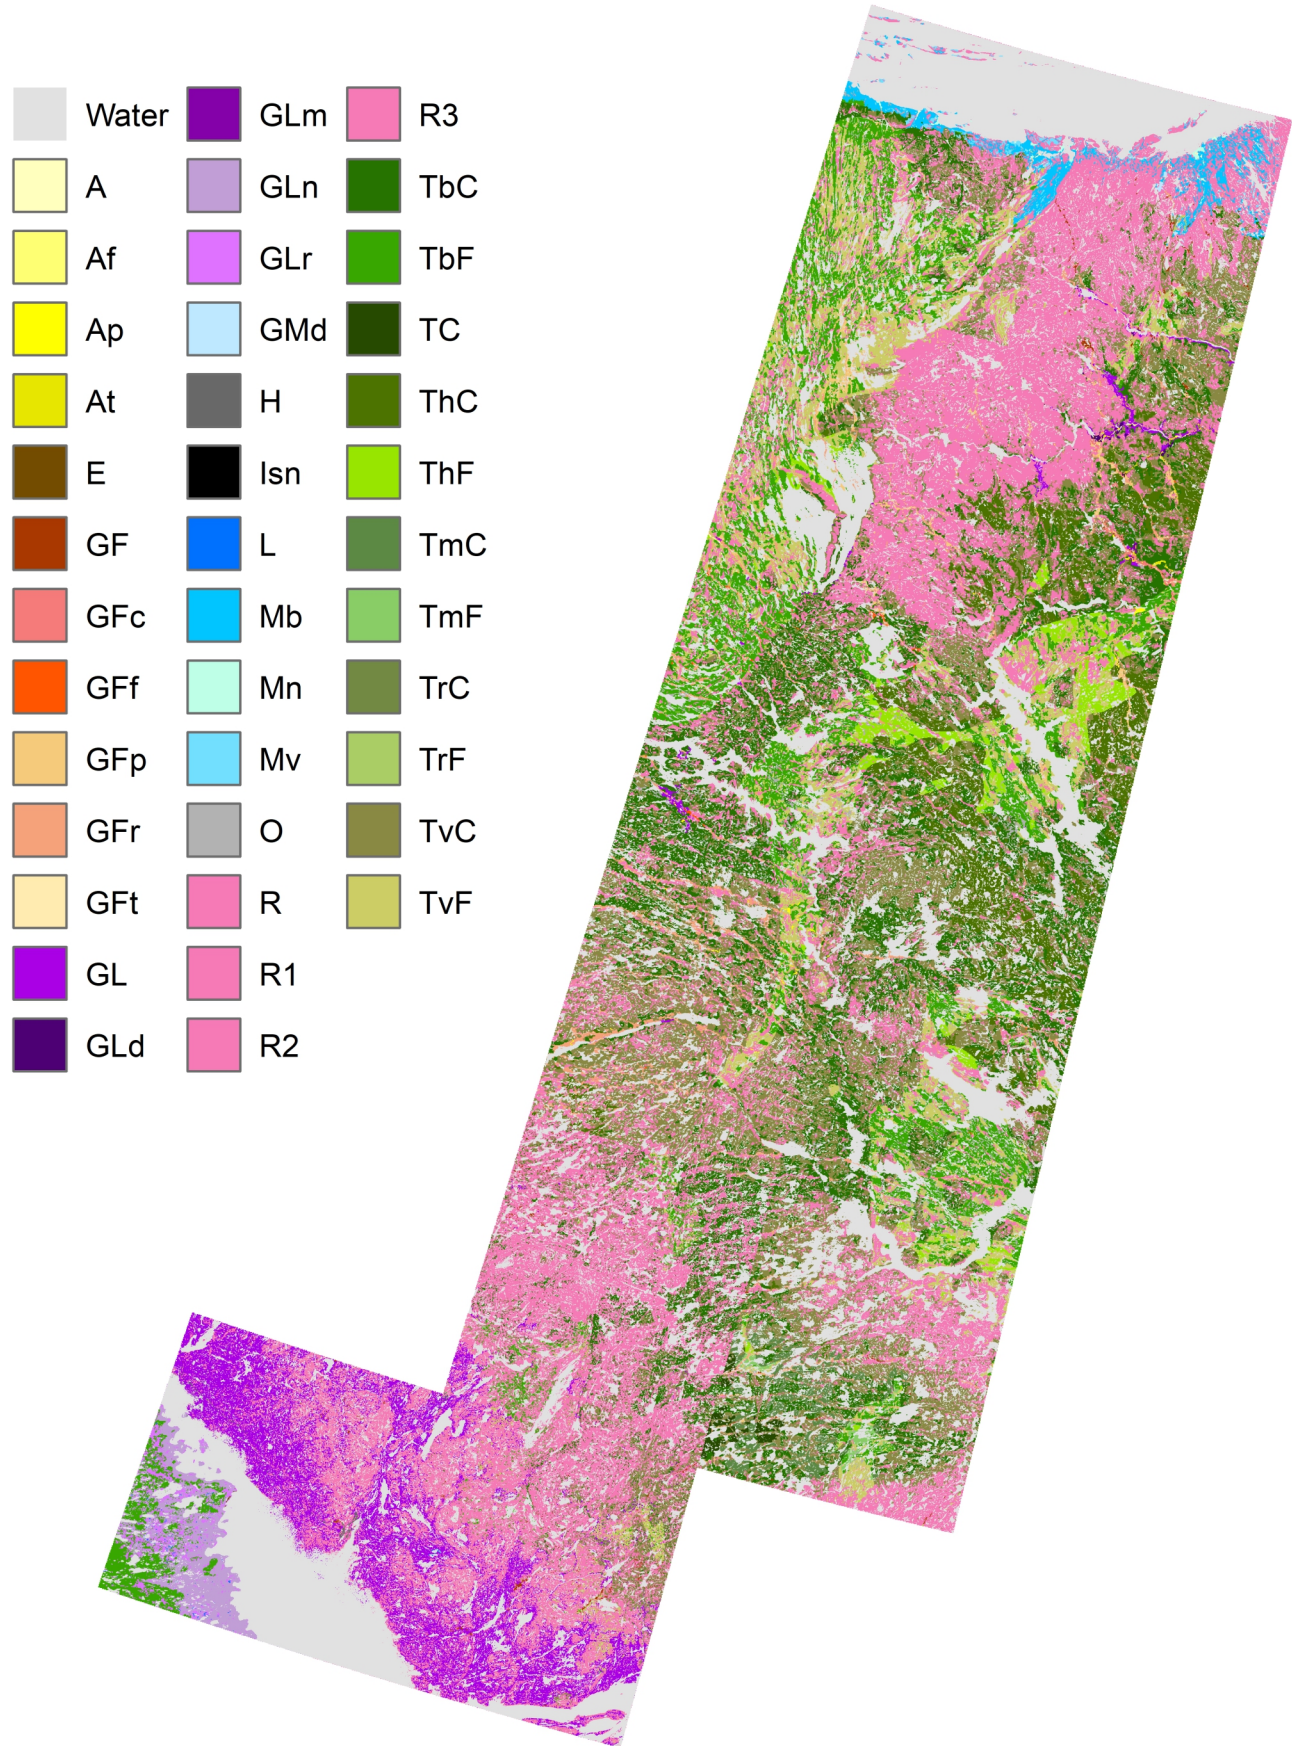 Water
A
Af
Ap
At
E
GF
GFc
GFf
GFp
GFr
GFt
GL
GLd
GLm
GLn
GLr
GMd
H
Isn
L
Mb
Mn
Mv
O
R
R1
R2
R3
TbC
TbF
TC
ThC
ThF
TmC
TmF
TrC
TrF
TvC
TvF